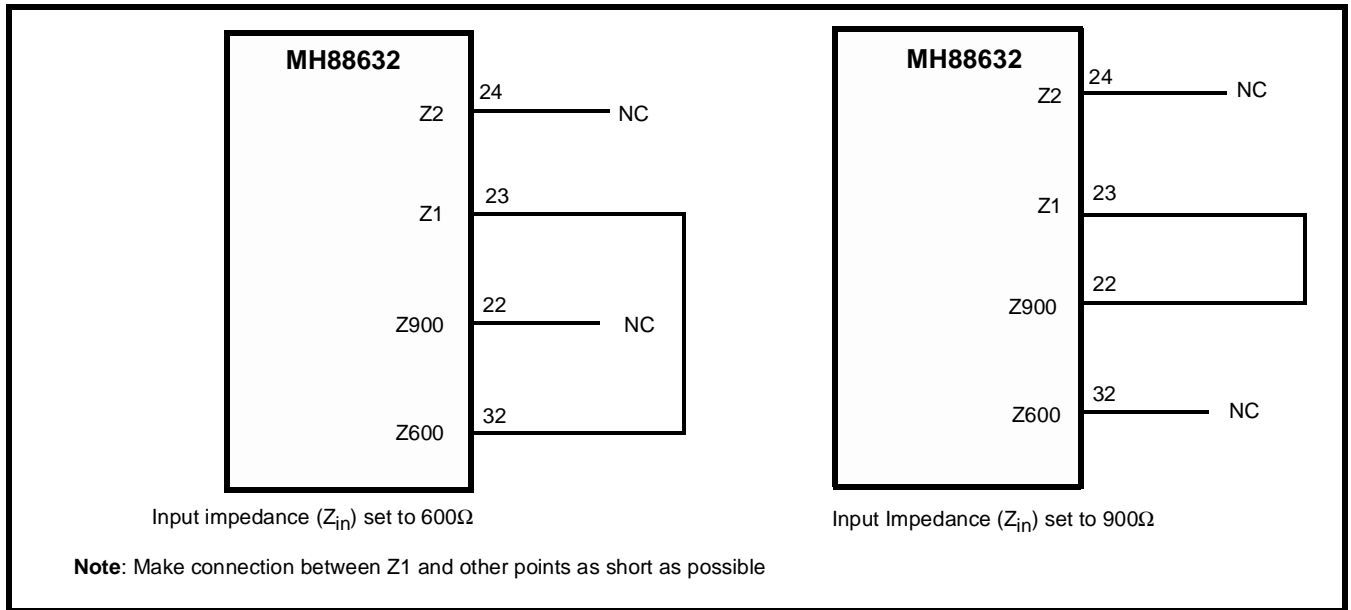 MH88632
Z2
24
NC
Z1
23
Z900
22
NC
Z600
32
Input impedance (Zin) set to 600Ω
MH88632
Z2
24
NC
Z1
23
Z900
22
Z600
32
NC
Input Impedance (Zin) set to 900Ω
Note: Make connection between Z1 and other points as short as possible